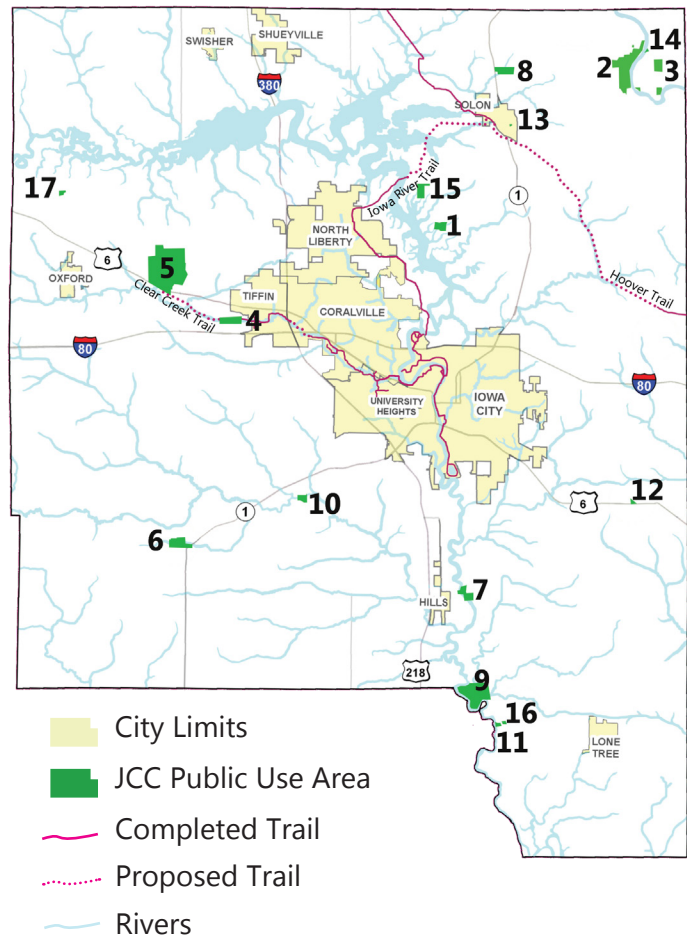 SHUEYVILLE
SWISHER
14
2
3
380
8
SOLON
13
17
15
Iowa River Trail
1
1
NORTH
LIBERTY
6
5
OXFORD
Hoover Trail
TIFFIN
Clear Creek Trail
4
CORALVILLE
80
80
UNIVERSITY
HEIGHTS
IOWA
CITY
12
10
6
1
6
7
HILLS
218
9
16
11
LONE
TREE
City Limits
JCC Public Use Area
Completed Trail
Proposed Trail
Rivers